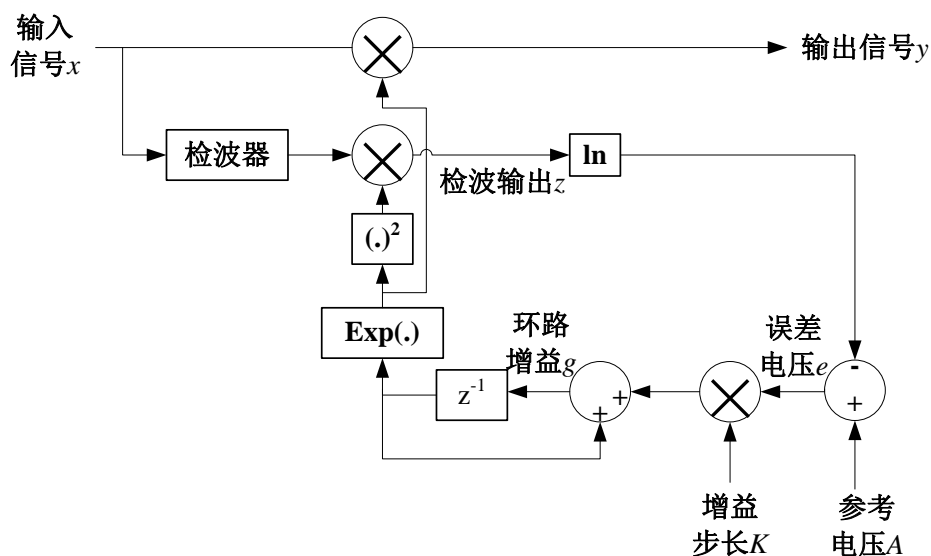 输入
信号x
输出信号y
检波器
ln
检波输出z
(.)²
Exp(.)
环路
增益g
误差
电压e
z⁻¹
+
+
-
+
增益
步长K
参考
电压A